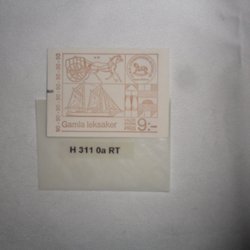 Gamla leksaker
9:-
H 311 0a RT